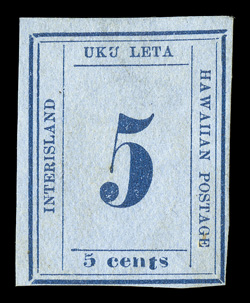 UKU LETA
INTERISLAND
5
HAWAIIAN POSTAGE
5 cents